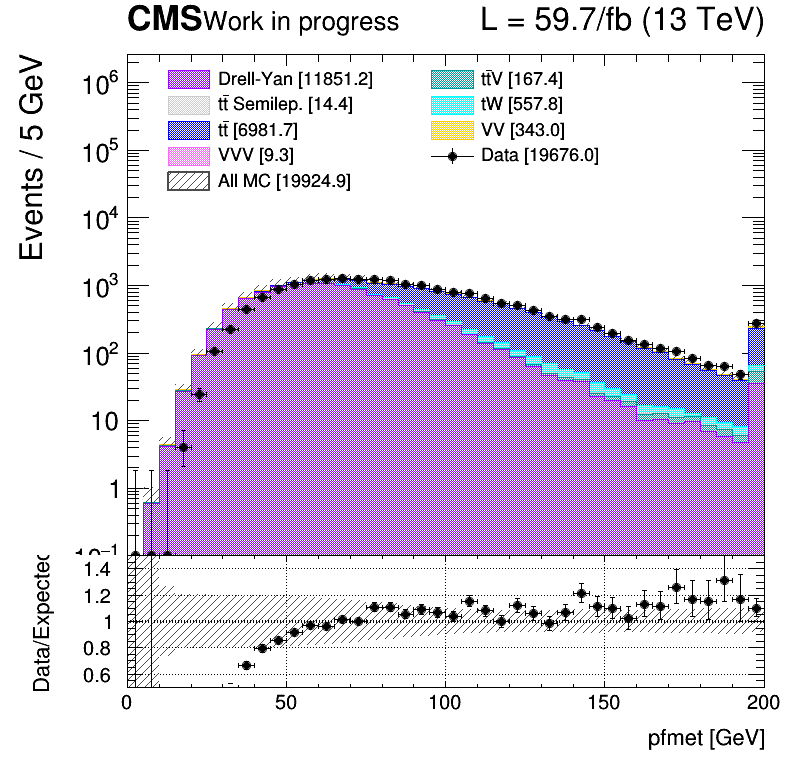 CMS Work in progress L = 59.7/fb (13 TeV)
Events / 5 GeV
Drell-Yan [11851.2]
tt̄ Semilep. [14.4]
tt̄ [6981.7]
VVV [9.3]
All MC [19924.9]
tt̄V [167.4]
tW [557.8]
VV [343.0]
Data [19676.0]
10⁶
10⁵
10⁴
10³
10²
10
1
10⁻¹
Data/Expected
1.4
1.2
1
0.8
0.6
0 50 100 150 200
pfmet [GeV]